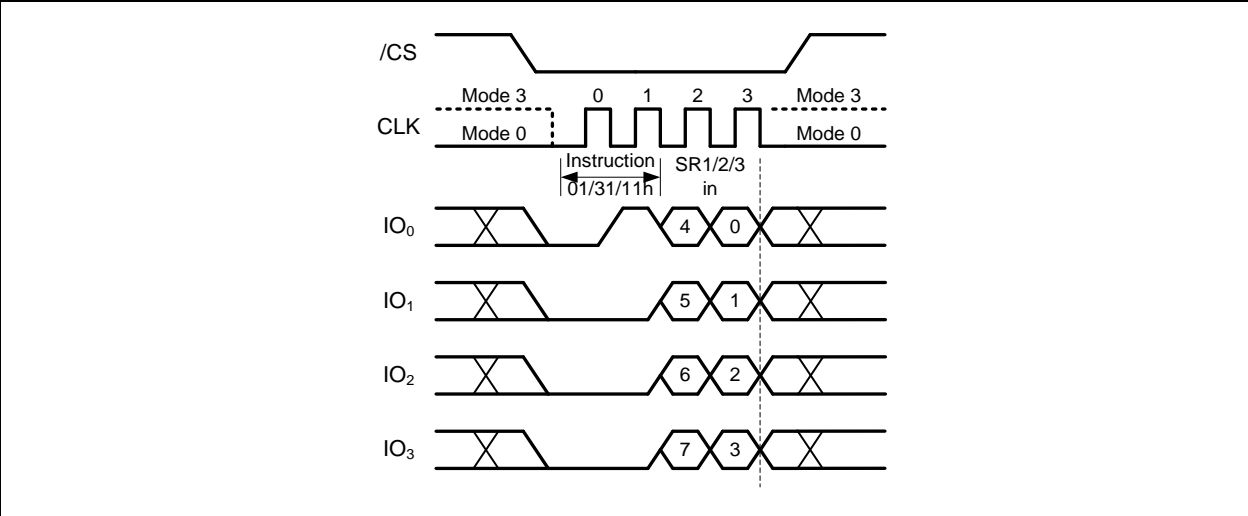 /CS
Mode 3 0 1 2 3 Mode 3
CLK
Mode 0 Mode 0
Instruction SR1/2/3
01/31/11h in
IO₀ 4 0
IO₁ 5 1
IO₂ 6 2
IO₃ 7 3